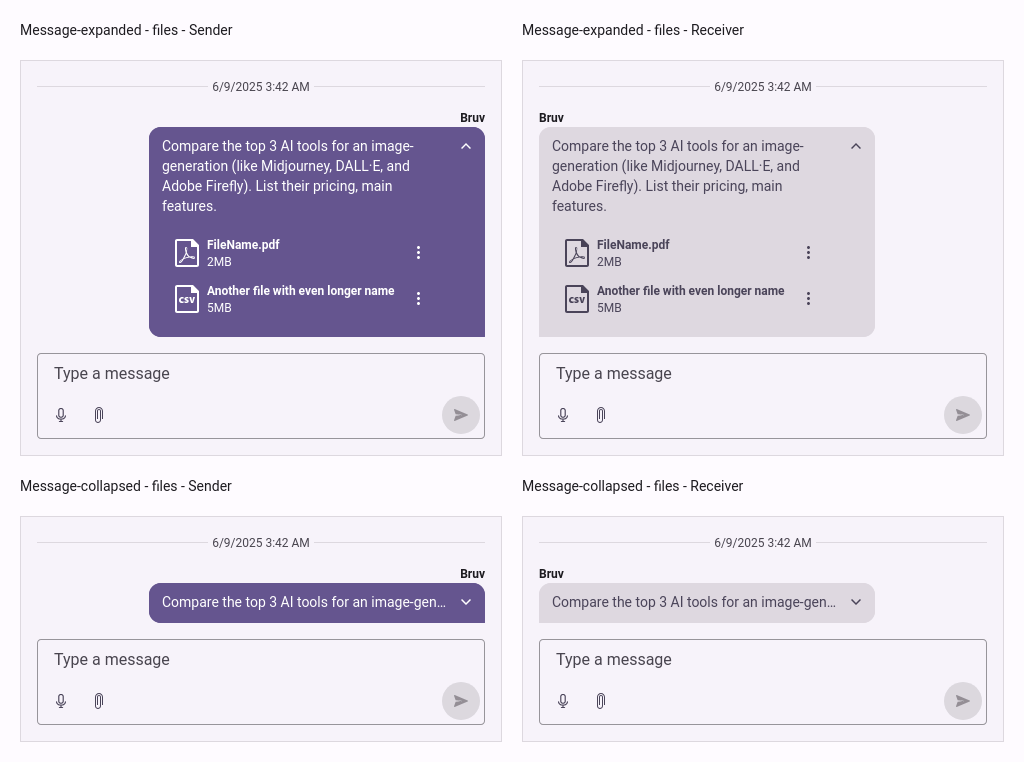 Message-expanded - files - Sender
6/9/2025 3:42 AM
Bruv
Compare the top 3 AI tools for an image-
generation (like Midjourney, DALL·E, and
Adobe Firefly). List their pricing, main
features.
FileName.pdf
2MB
csv
Another file with even longer name
5MB
Type a message
Message-expanded - files - Receiver
6/9/2025 3:42 AM
Bruv
Compare the top 3 AI tools for an image-
generation (like Midjourney, DALL·E, and
Adobe Firefly). List their pricing, main
features.
FileName.pdf
2MB
csv
Another file with even longer name
5MB
Type a message
Message-collapsed - files - Sender
6/9/2025 3:42 AM
Bruv
Compare the top 3 AI tools for an image-gen...
Type a message
Message-collapsed - files - Receiver
6/9/2025 3:42 AM
Bruv
Compare the top 3 AI tools for an image-gen...
Type a message